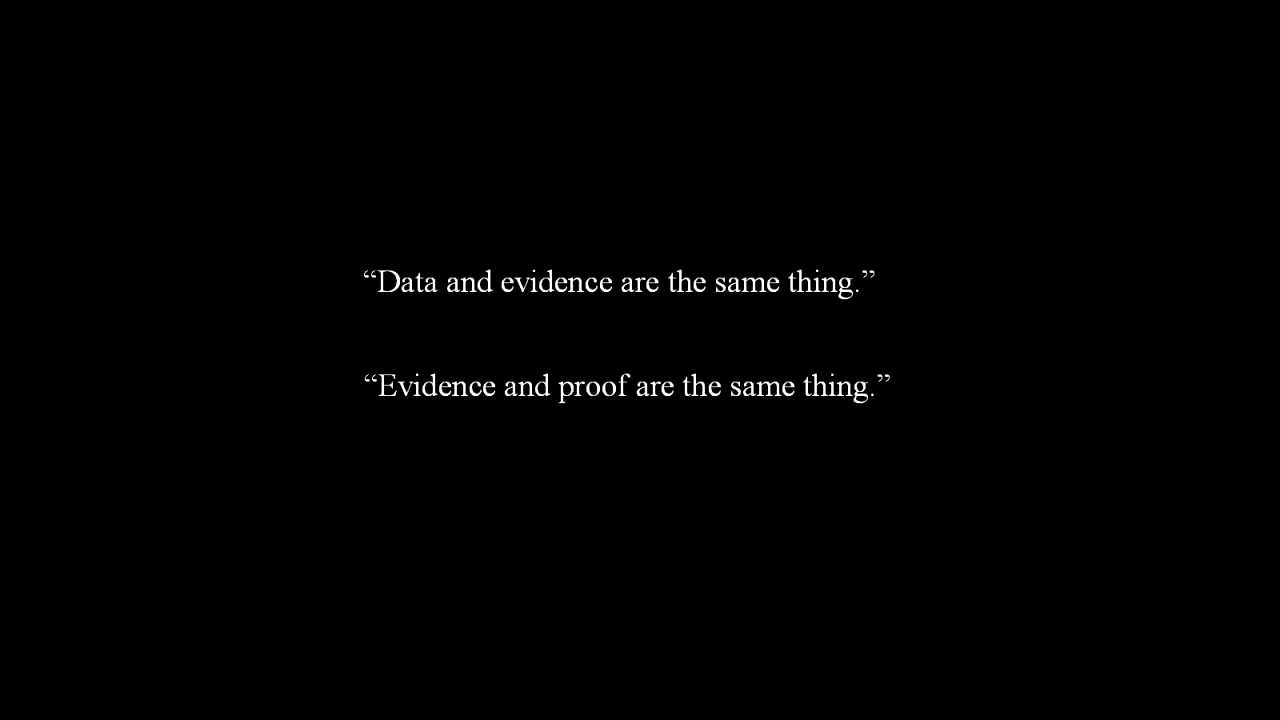 “Data and evidence are the same thing.”
“Evidence and proof are the same thing.”